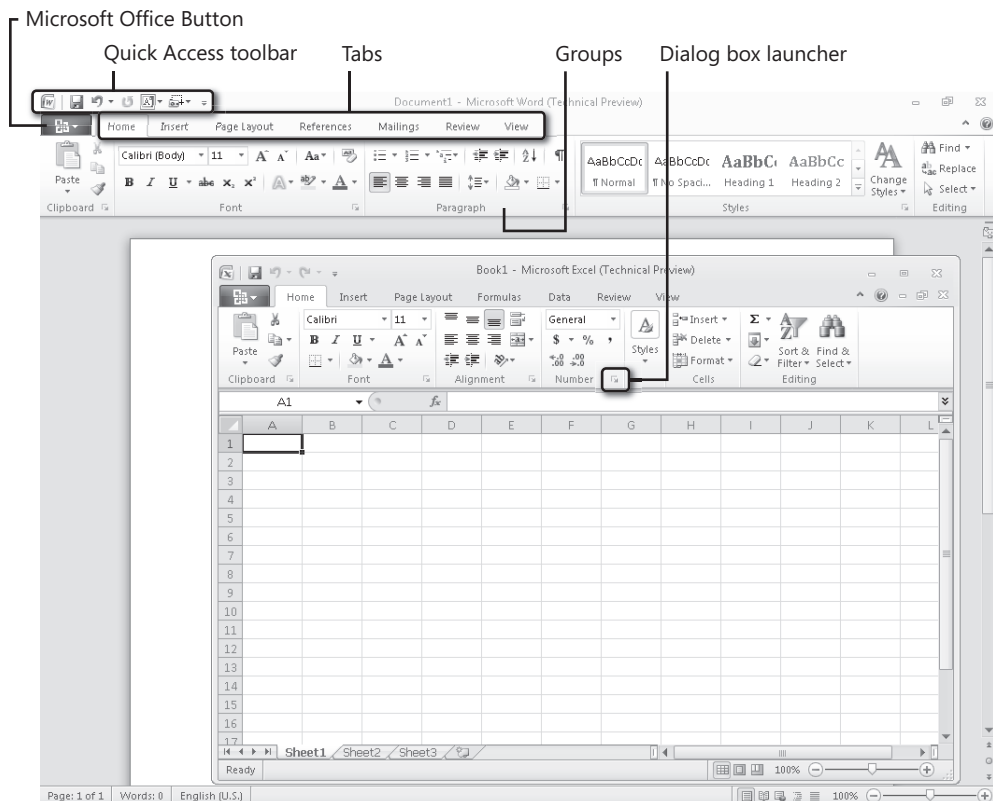 Microsoft Office Button
Quick Access toolbar
Tabs
Groups
Dialog box launcher
Document1 - Microsoft Word (Technical Preview)
Home Insert Page Layout References Mailings Review View
Calibri (Body) 11 Aa
Paste
B I U abc X₂ X² A ab A
AaBbCcDc AaBbCcDc AaBbC AaBbCc
¶ Normal ¶ No Spaci... Heading 1 Heading 2
Change Styles
Find
Replace
Select
Clipboard Font Paragraph Styles Editing
Book1 - Microsoft Excel (Technical Preview)
Home Insert Page Layout Formulas Data Review View
Paste
Calibri 11
B I U A A
General
$ % ,
Styles
Insert
Delete
Format
Σ
Sort & Filter
Find & Select
Clipboard Font Alignment Number Cells Editing
A1 fx
A B C D E F G H I J K L
1
2
3
4
5
6
7
8
9
10
11
12
13
14
15
16
17
Sheet1 Sheet2 Sheet3
Ready 100%
Page: 1 of 1 Words: 0 English (U.S.) 100%